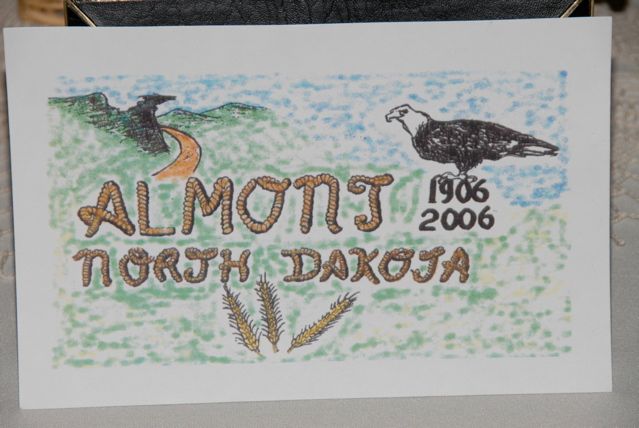 ALMONT
1906
2006
NORTH DAKOTA